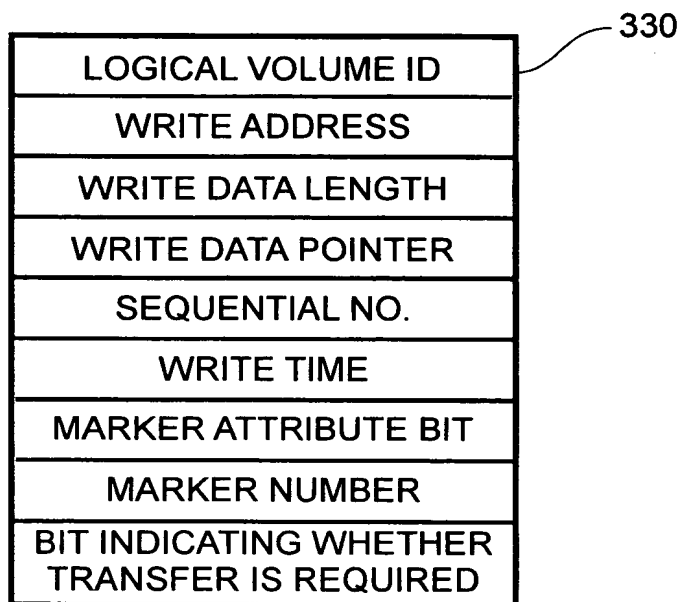 330
LOGICAL VOLUME ID
WRITE ADDRESS
WRITE DATA LENGTH
WRITE DATA POINTER
SEQUENTIAL NO.
WRITE TIME
MARKER ATTRIBUTE BIT
MARKER NUMBER
BIT INDICATING WHETHER
TRANSFER IS REQUIRED